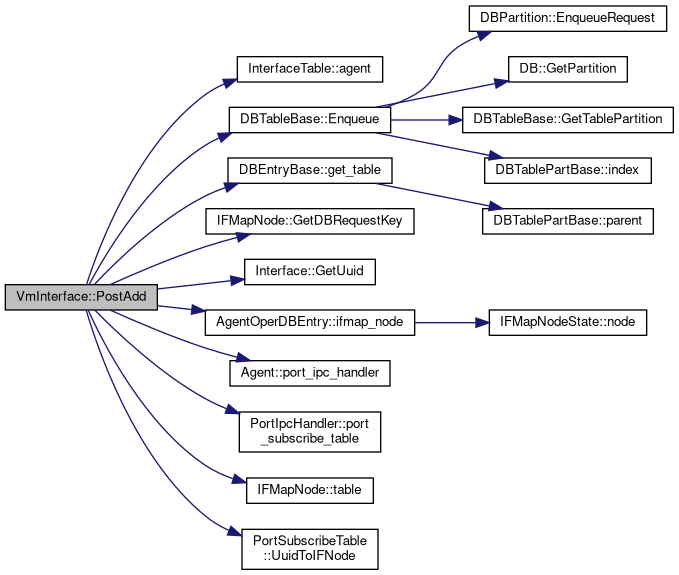 VmInterface::PostAdd
InterfaceTable::agent
DBTableBase::Enqueue
DBPartition::EnqueueRequest
DB::GetPartition
DBTableBase::GetTablePartition
DBTablePartBase::index
DBEntryBase::get_table
DBTablePartBase::parent
IFMapNode::GetDBRequestKey
Interface::GetUuid
AgentOperDBEntry::ifmap_node
IFMapNodeState::node
Agent::port_ipc_handler
PortIpcHandler::port
_subscribe_table
IFMapNode::table
PortSubscribeTable
::UuidToIFNode